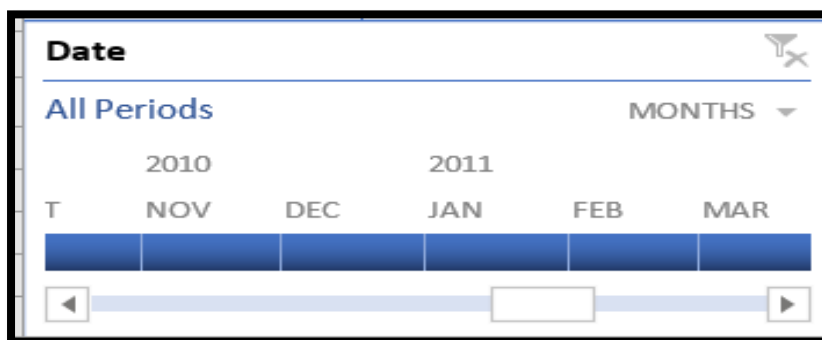 Date
All Periods MONTHS
2010 2011
T NOV DEC JAN FEB MAR